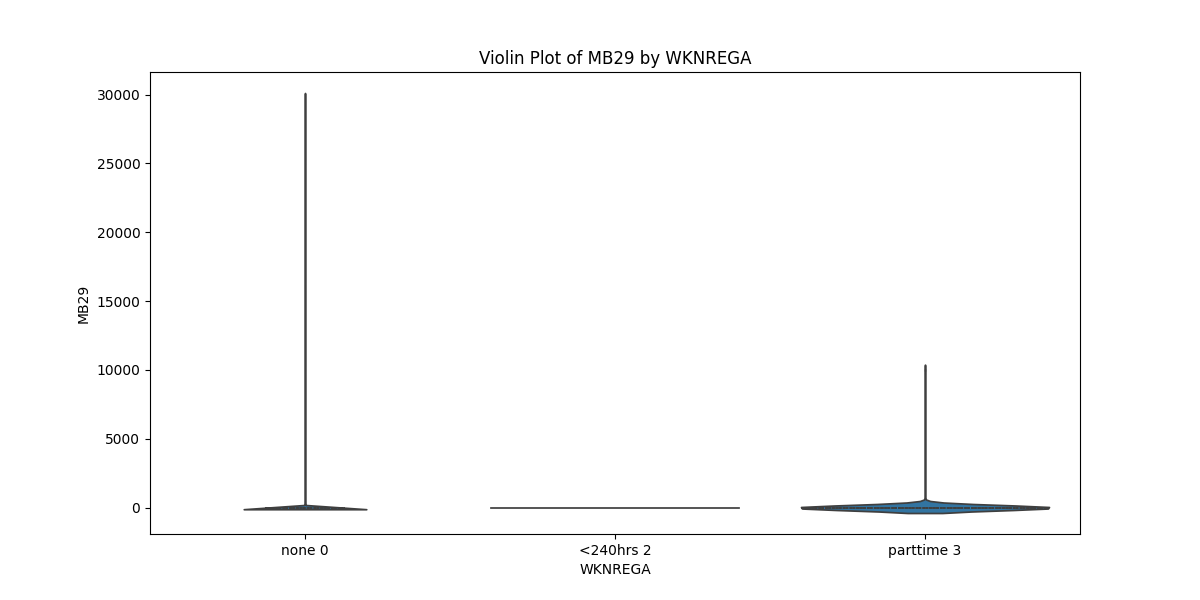 Violin Plot of MB29 by WKNREGA
30000
25000
20000
15000
10000
5000
0
MB29
none 0
<240hrs 2
parttime 3
WKNREGA